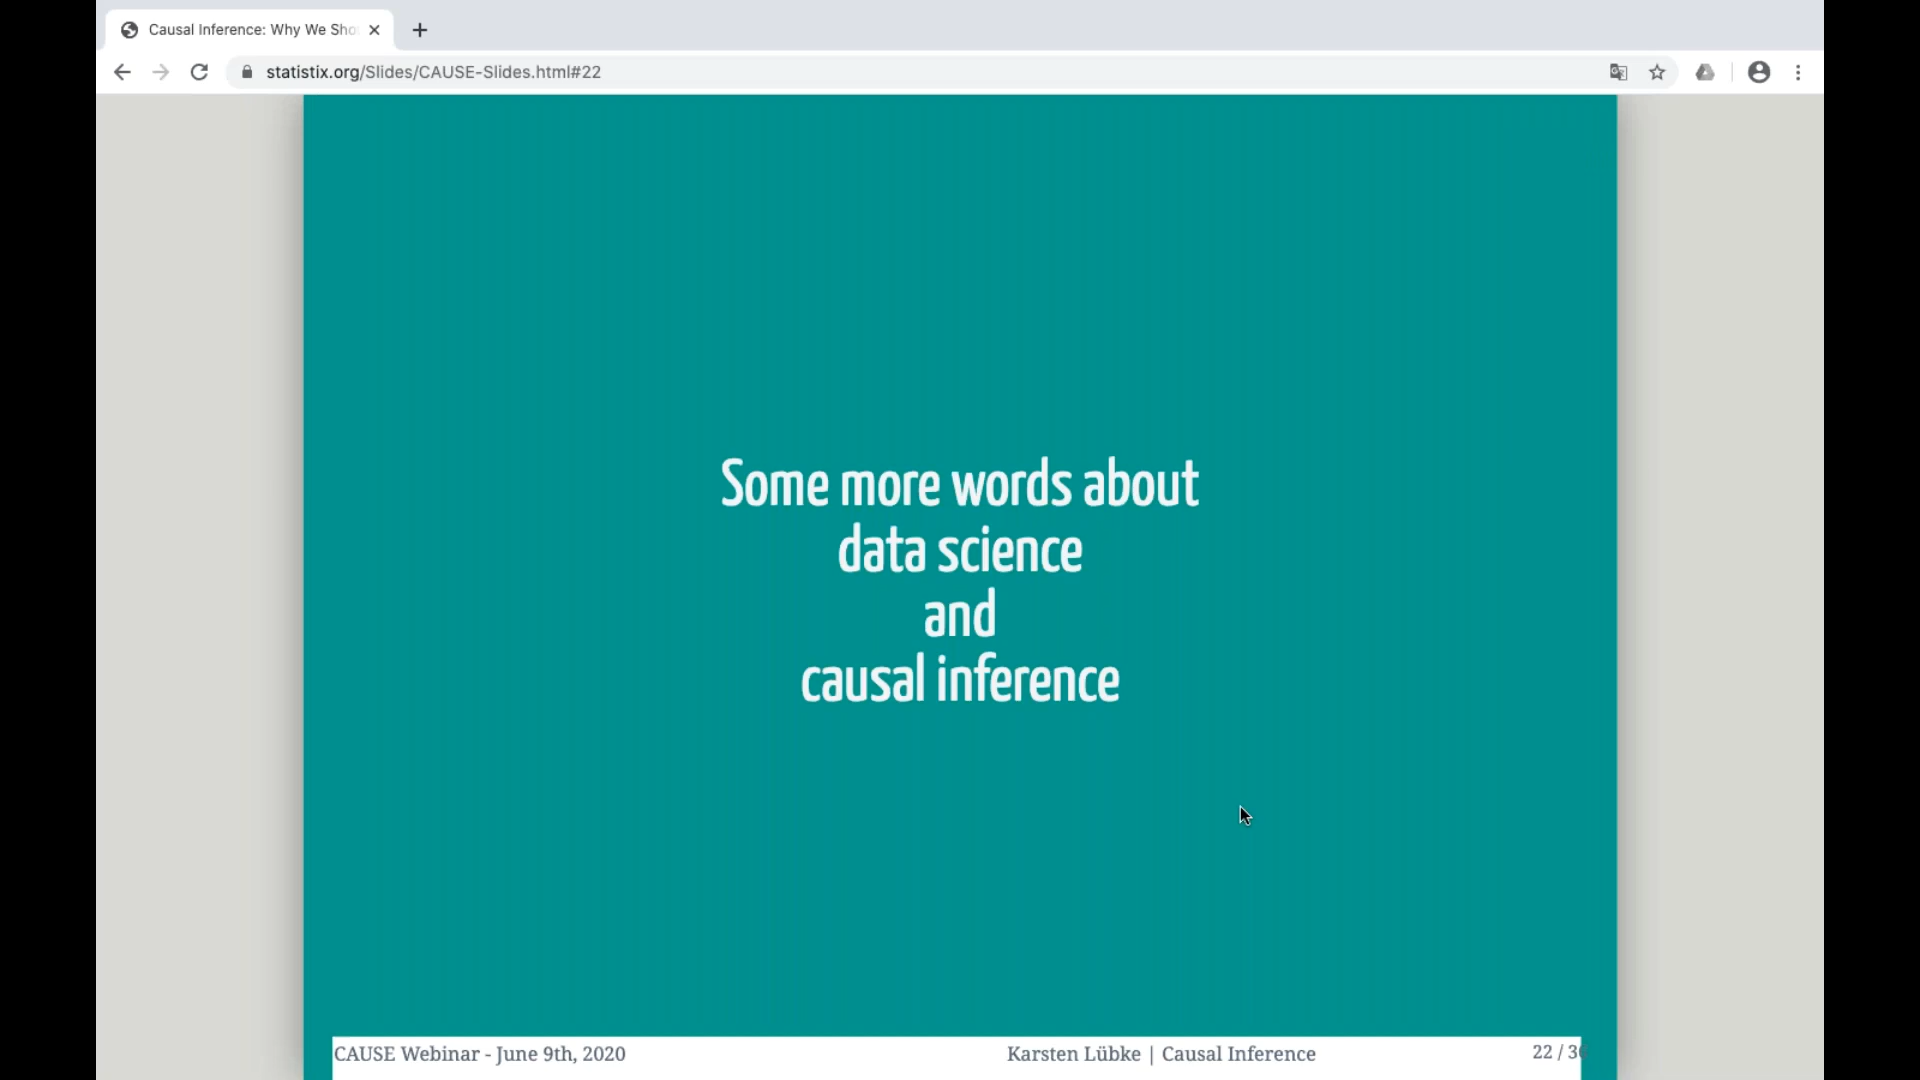 Causal Inference: Why We Sho
statistix.org/Slides/CAUSE-Slides.html#22
Some more words about
data science
and
causal inference
CAUSE Webinar - June 9th, 2020
Karsten Lübke | Causal Inference
22 / 3